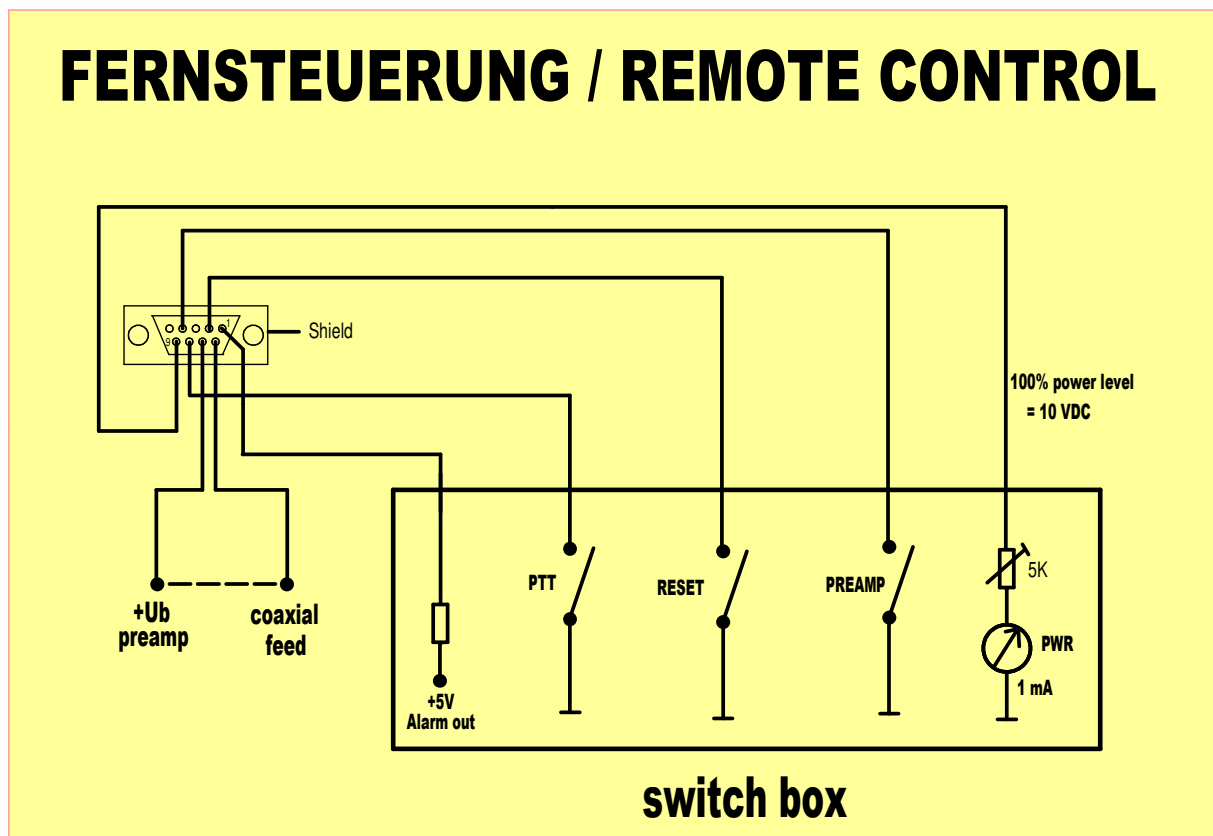 FERNSTEUERUNG / REMOTE CONTROL
1
Shield
9
100% power level
= 10 VDC
PTT
RESET
PREAMP
5K
+Ub
preamp
coaxial
feed
PWR
1 mA
+5V
Alarm out
switch box